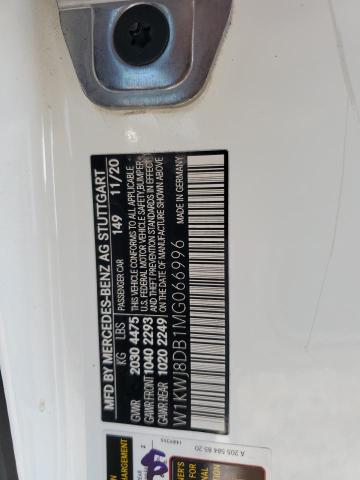 MFD BY MERCEDES-BENZ AG STUTTGART
PASSENGER CAR 149 11/20
KG LBS
GVWR 2030 4475
GAWR FRONT 1040 2293
GAWR REAR 1020 2249
THIS VEHICLE CONFORMS TO ALL APPLICABLE
U.S. FEDERAL MOTOR VEHICLE SAFETY,BUMPER,
AND THEFT PREVENTION STANDARDS IN EFFECT
ON THE DATE OF MANUFACTURE SHOWN ABOVE.
MADE IN GERMANY
W1KWJ8DB1MG066996
A 205 584 85 20